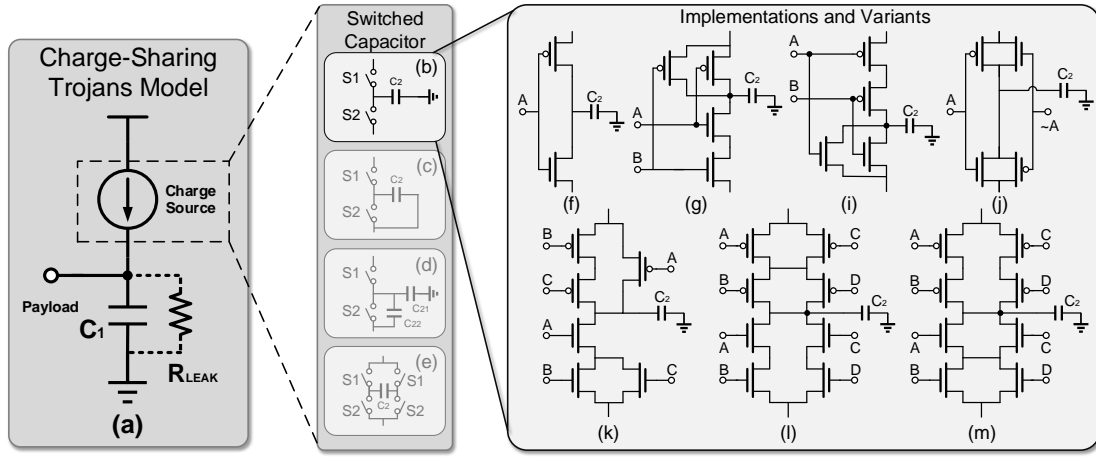 Charge-Sharing
Trojans Model
Charge
Source
Payload
C1
RLEAK
(a)
Switched
Capacitor
(b)
S1
C2
S2
(c)
S1
C2
S2
(d)
S1
S2
C21
C22
(e)
S1
S1
C2
S2
S2
Implementations and Variants
A
C2
(f)
C2
A
B
(g)
A
B
C2
(i)
A
C2
~A
(j)
B
C
A
C2
A
B
C
(k)
A
C
B
D
C2
A
C
B
D
(l)
A
C
B
D
C2
A
C
B
D
(m)